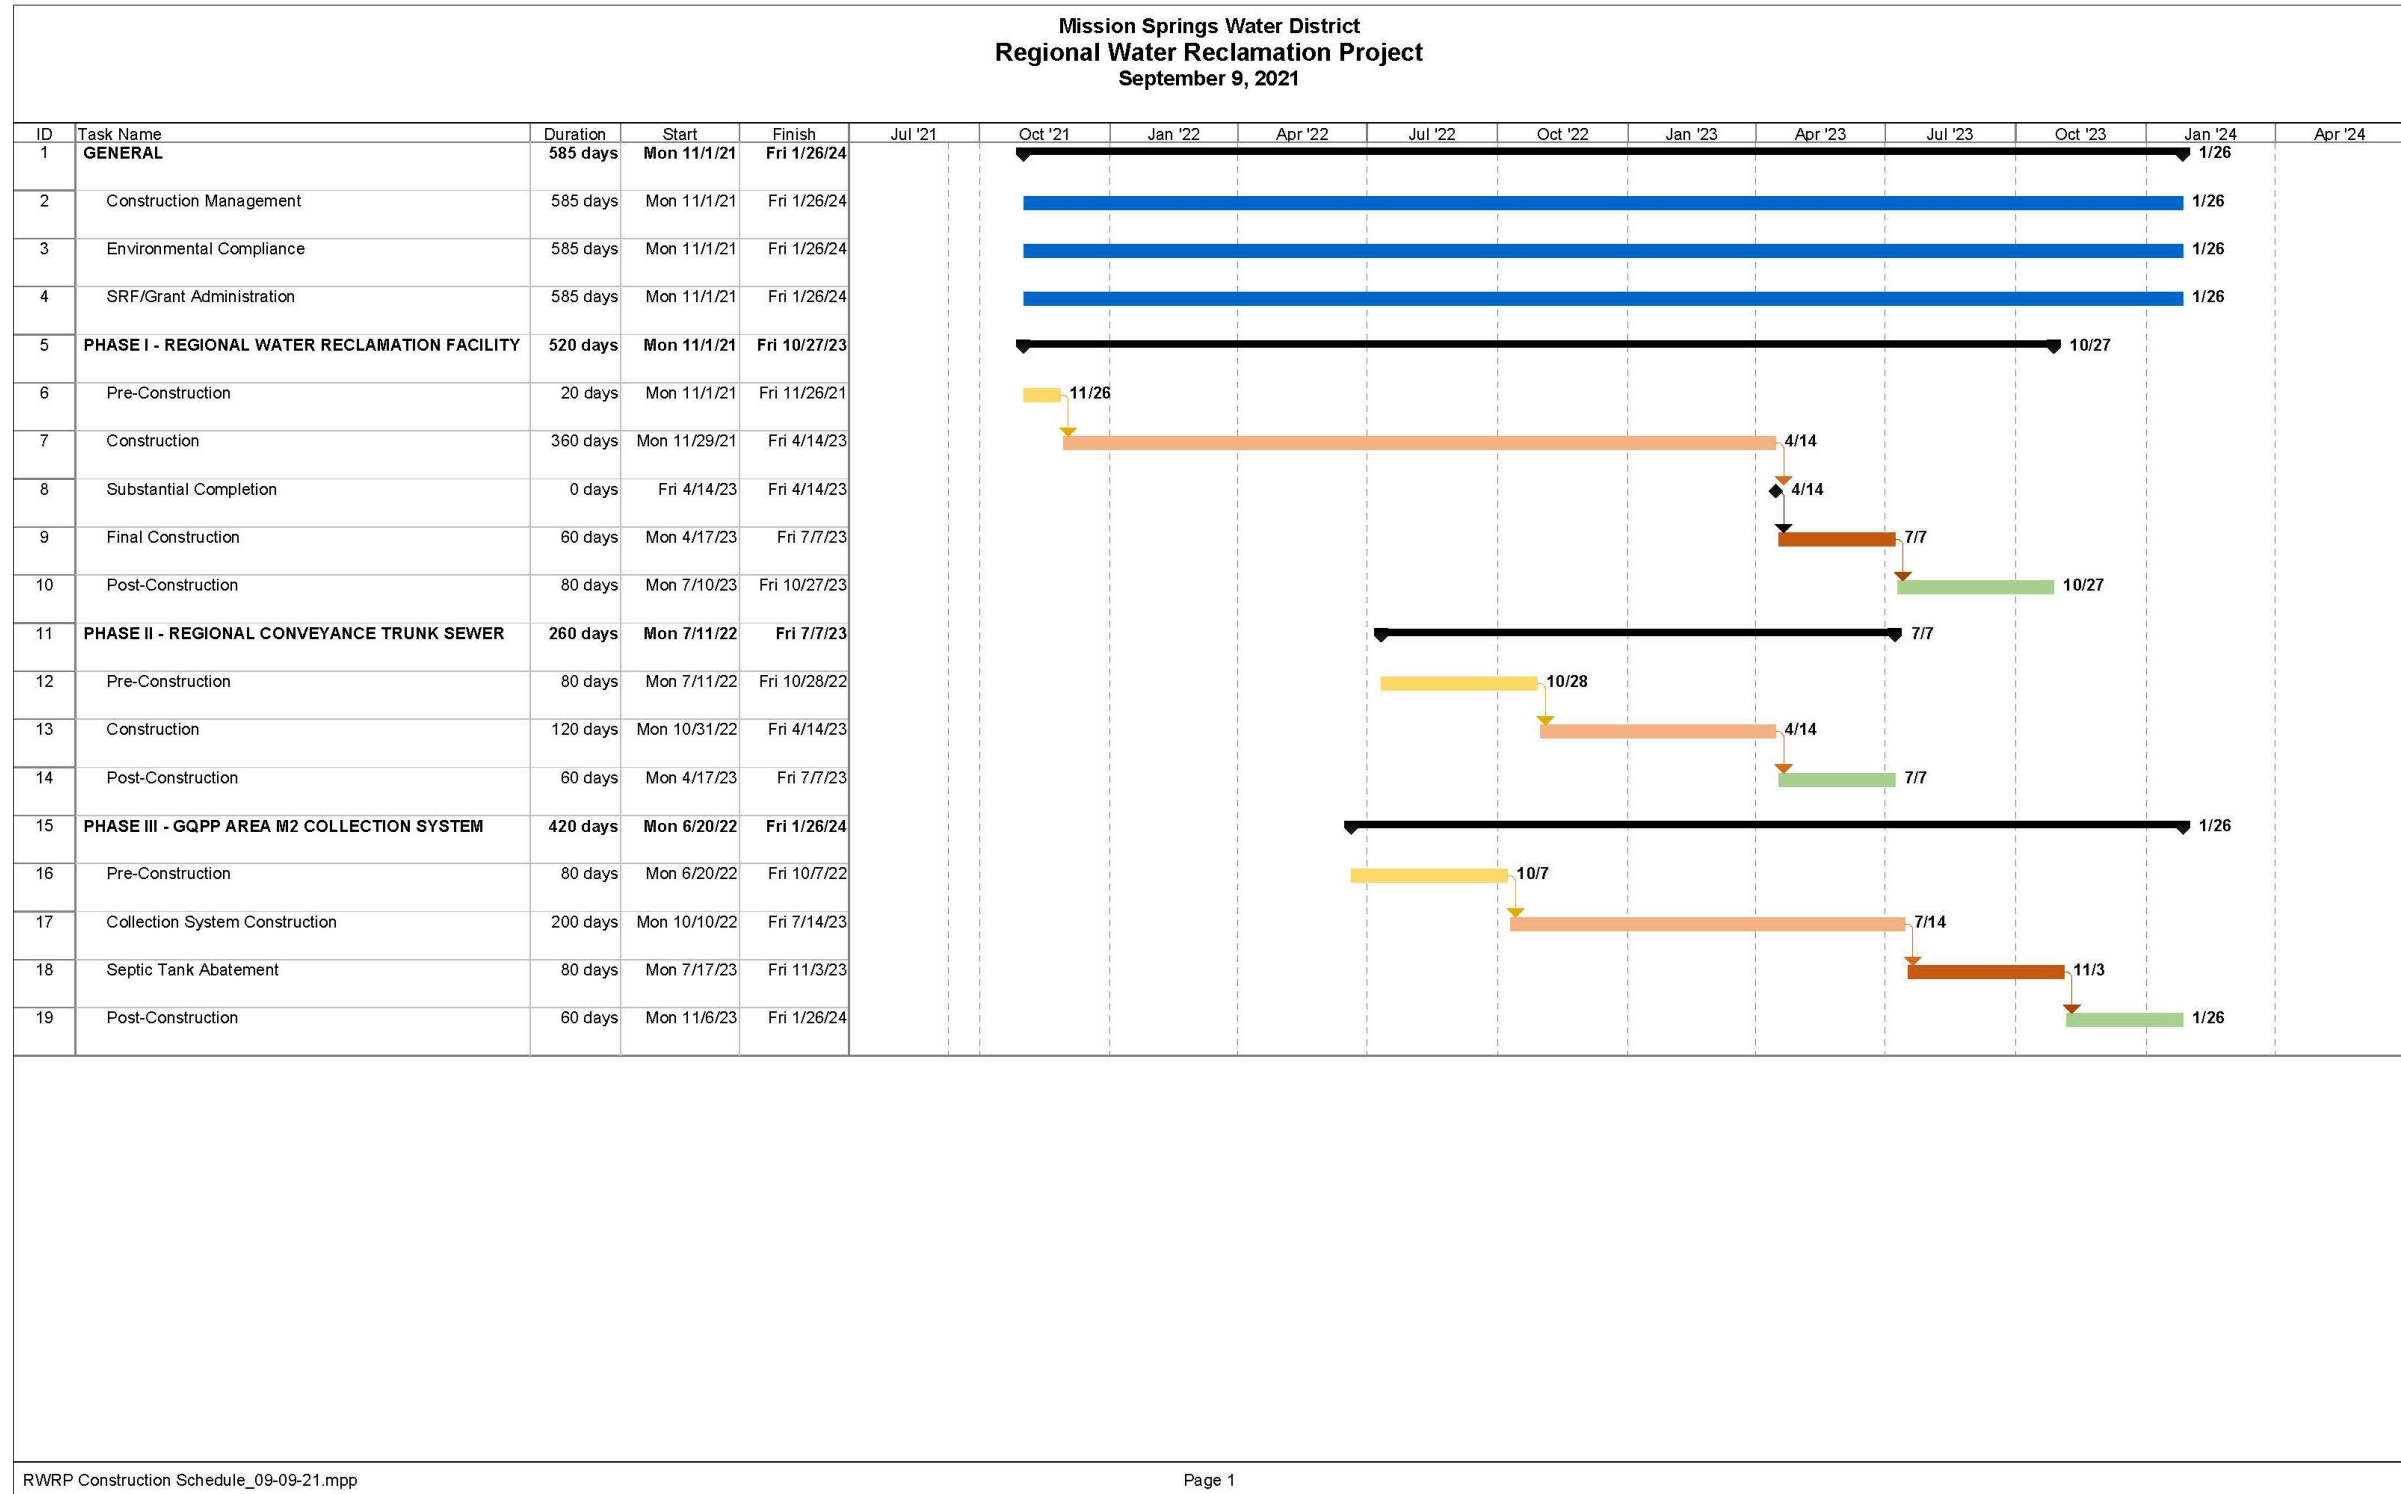 Mission Springs Water District
Regional Water Reclamation Project
September 9, 2021
ID Task Name Duration Start Finish Jul '21 Oct '21 Jan '22 Apr '22 Jul '22 Oct '22 Jan '23 Apr '23 Jul '23 Oct '23 Jan '24 Apr '24
1 GENERAL 585 days Mon 11/1/21 Fri 1/26/24 1/26
2 Construction Management 585 days Mon 11/1/21 Fri 1/26/24 1/26
3 Environmental Compliance 585 days Mon 11/1/21 Fri 1/26/24 1/26
4 SRF/Grant Administration 585 days Mon 11/1/21 Fri 1/26/24 1/26
5 PHASE I - REGIONAL WATER RECLAMATION FACILITY 520 days Mon 11/1/21 Fri 10/27/23 10/27
6 Pre-Construction 20 days Mon 11/1/21 Fri 11/26/21 11/26
7 Construction 360 days Mon 11/29/21 Fri 4/14/23 4/14
8 Substantial Completion 0 days Fri 4/14/23 Fri 4/14/23 4/14
9 Final Construction 60 days Mon 4/17/23 Fri 7/7/23 7/7
10 Post-Construction 80 days Mon 7/10/23 Fri 10/27/23 10/27
11 PHASE II - REGIONAL CONVEYANCE TRUNK SEWER 260 days Mon 7/11/22 Fri 7/7/23 7/7
12 Pre-Construction 80 days Mon 7/11/22 Fri 10/28/22 10/28
13 Construction 120 days Mon 10/31/22 Fri 4/14/23 4/14
14 Post-Construction 60 days Mon 4/17/23 Fri 7/7/23 7/7
15 PHASE III - GQPP AREA M2 COLLECTION SYSTEM 420 days Mon 6/20/22 Fri 1/26/24 1/26
16 Pre-Construction 80 days Mon 6/20/22 Fri 10/7/22 10/7
17 Collection System Construction 200 days Mon 10/10/22 Fri 7/14/23 7/14
18 Septic Tank Abatement 80 days Mon 7/17/23 Fri 11/3/23 11/3
19 Post-Construction 60 days Mon 11/6/23 Fri 1/26/24 1/26
RWRP Construction Schedule_09-09-21.mpp Page 1